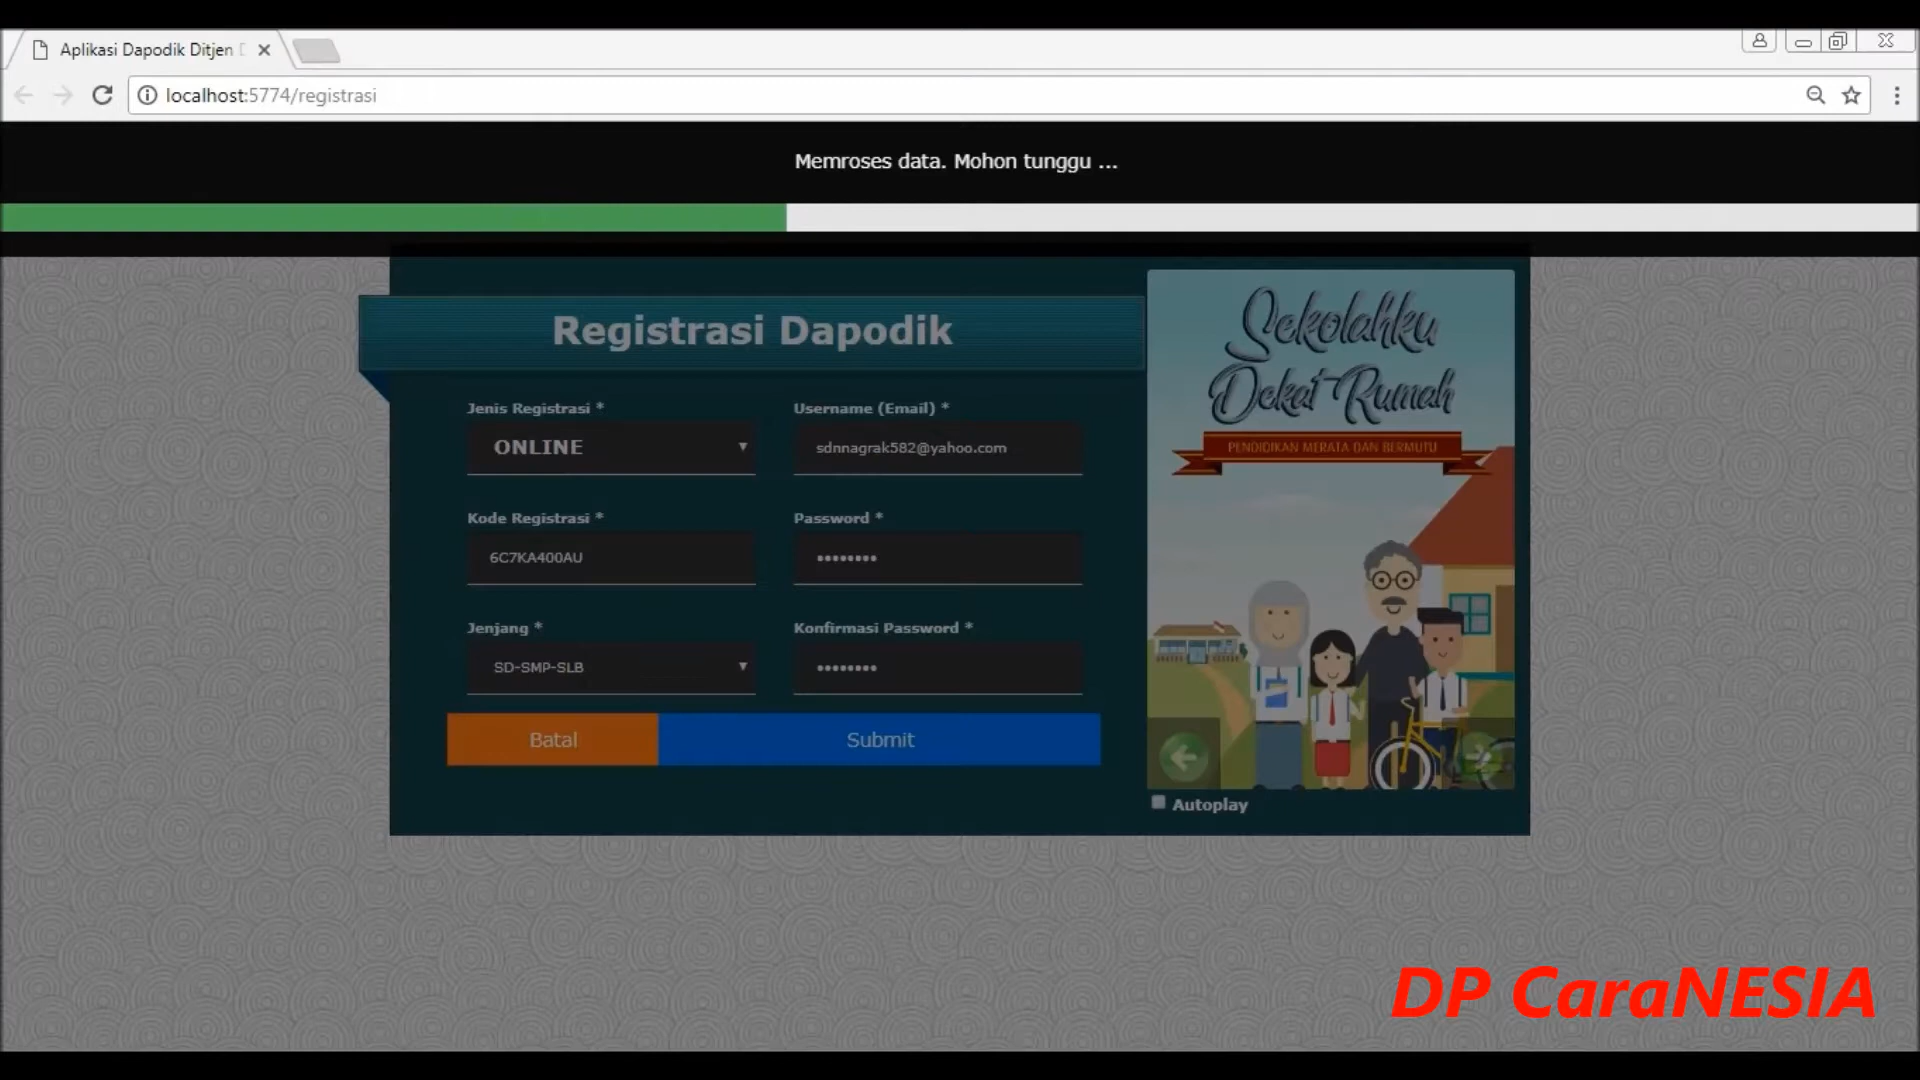 Aplikasi Dapodik Ditjen
localhost:5774/registrasi
Memroses data. Mohon tunggu ...
Registrasi Dapodik
Jenis Registrasi *
ONLINE
Username (Email) *
sdnnagrak582@yahoo.com
Kode Registrasi *
6C7KA400AU
Password *
••••••••
Jenjang *
SD-SMP-SLB
Konfirmasi Password *
••••••••
Batal
Submit
Sekolahku
Dekat Rumah
PENDIDIKAN MERATA DAN BERMUTU
Autoplay
DP CaraNESIA